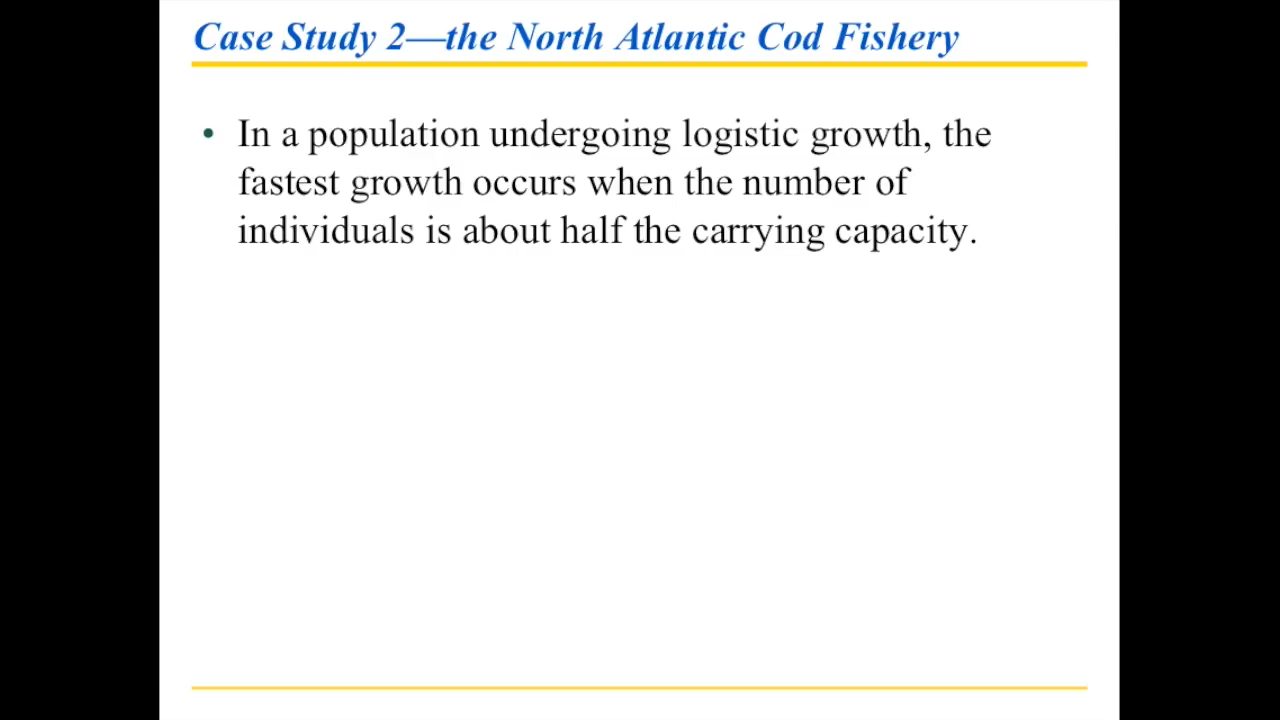 Case Study 2—the North Atlantic Cod Fishery
• In a population undergoing logistic growth, the
fastest growth occurs when the number of
individuals is about half the carrying capacity.